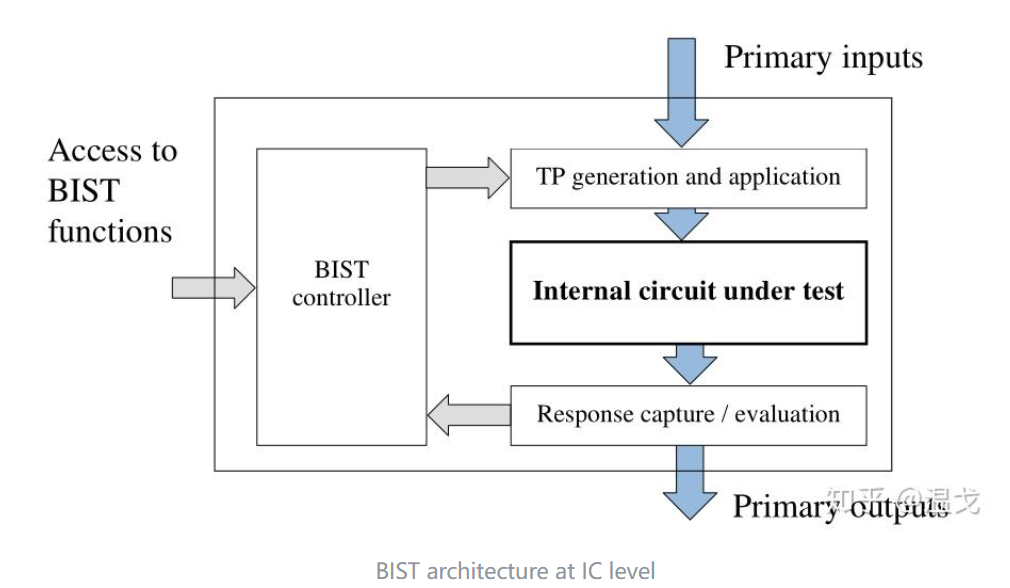 Primary inputs
Access to
BIST
functions
TP generation and application
BIST
controller
Internal circuit under test
Response capture / evaluation
Primary outputs
知乎 @温戈
BIST architecture at IC level